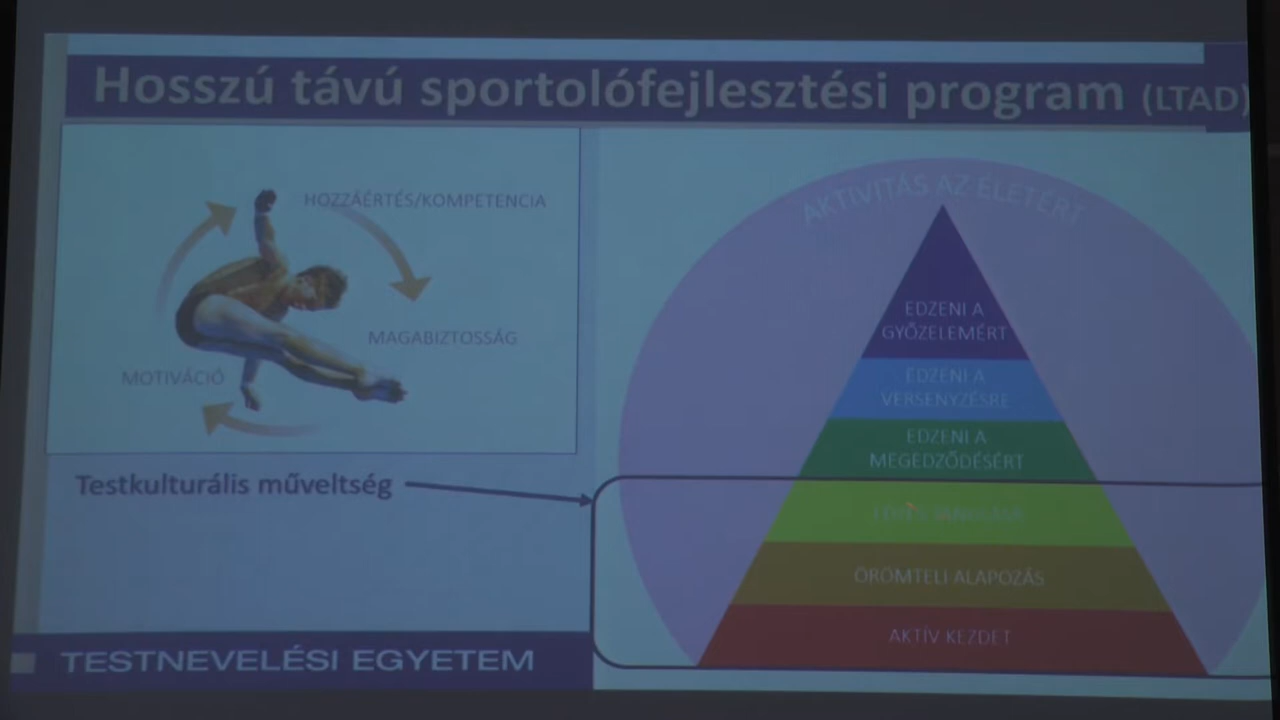 Hosszú távú sportolófejlesztési program (LTAD)
HOZZÁÉRTÉS/KOMPETENCIA
MAGABIZTOSSÁG
MOTIVÁCIÓ
Testkulturális műveltség
TESTNEVELÉSI EGYETEM
AKTIVITÁS AZ ÉLETÉRT
EDZENI A
GYŐZELEMÉRT
EDZENI A
VERSENYZÉSRE
EDZENI A
MEGEDZŐDÉSÉRT
ÖRÖMTELI ALAPOZÁS
AKTÍV KEZDET